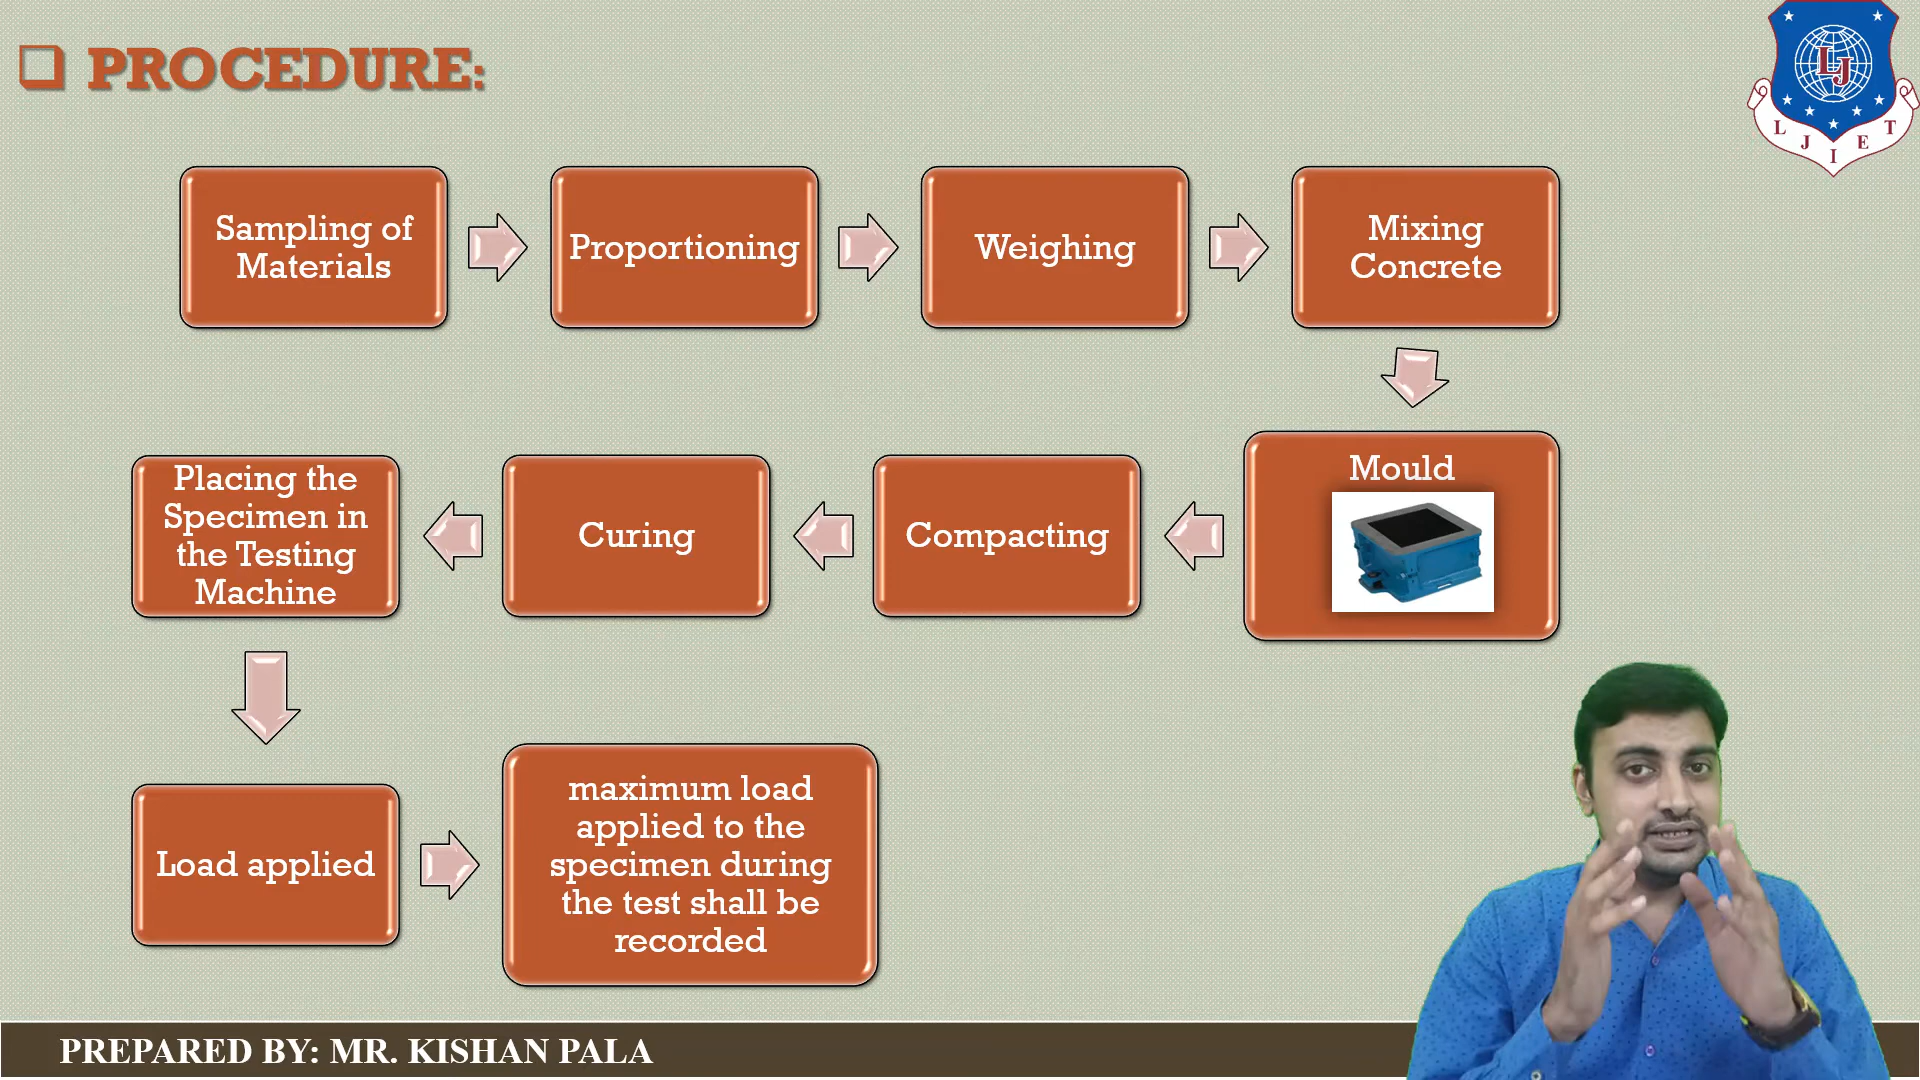 PROCEDURE:
Sampling of
Materials
Proportioning
Weighing
Mixing
Concrete
Mould
Compacting
Curing
Placing the
Specimen in
the Testing
Machine
Load applied
maximum load
applied to the
specimen during
the test shall be
recorded
LJ
L J I E T
PREPARED BY: MR. KISHAN PALA